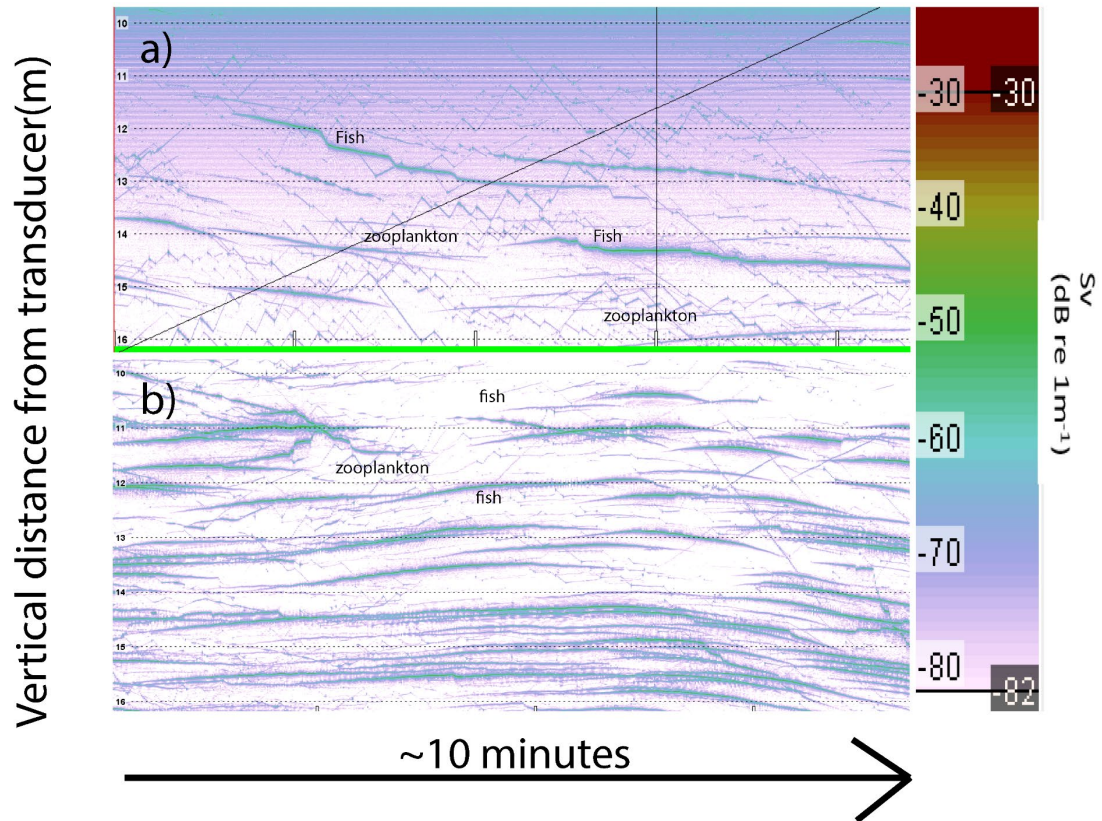 Vertical distance from transducer(m)
a)
10
11
12
13
14
15
16
Fish
zooplankton
Fish
zooplankton
b)
10
11
12
13
14
15
16
fish
zooplankton
fish
-30 -30
-40
-50
-60
-70
-80
-82
Sv
(dB re 1m⁻¹)
~10 minutes